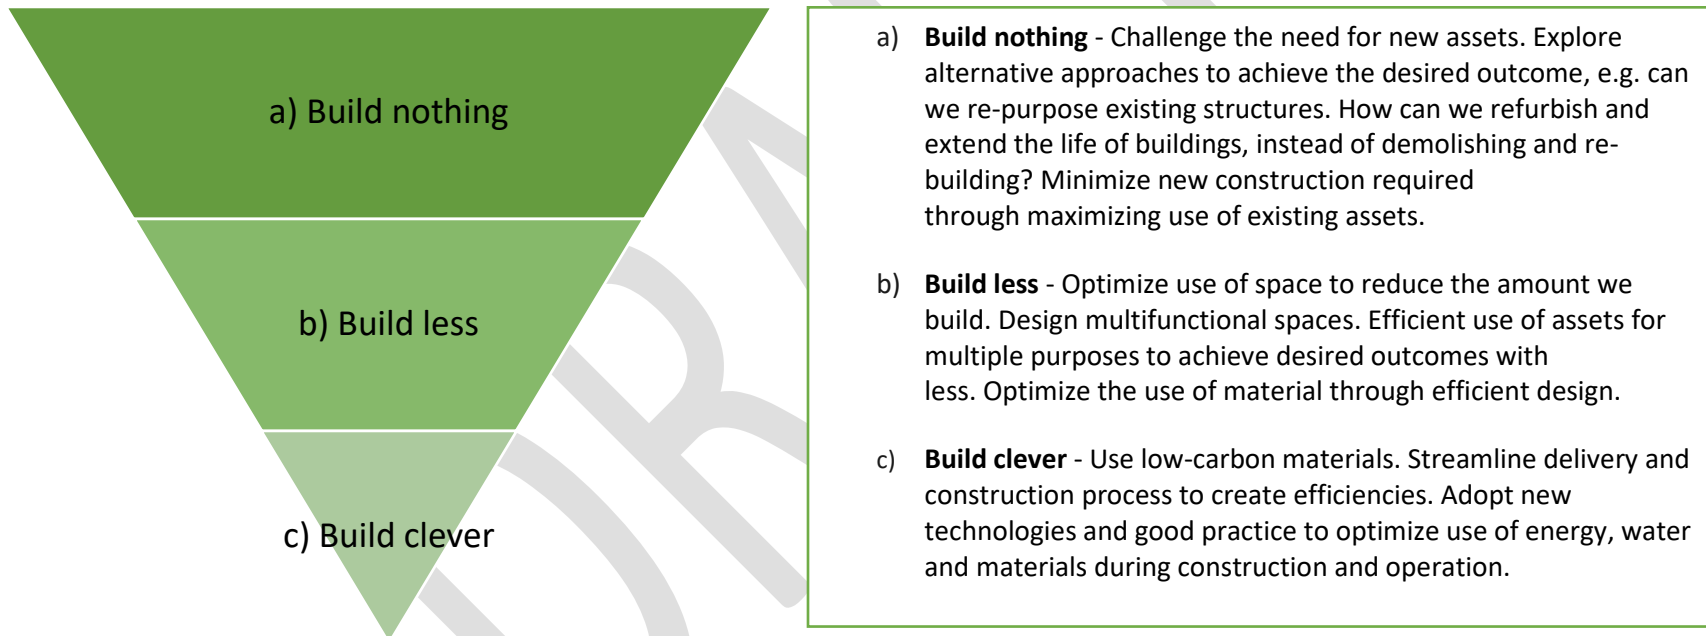 a) Build nothing
b) Build less
c) Build clever
a) Build nothing - Challenge the need for new assets. Explore
alternative approaches to achieve the desired outcome, e.g. can
we re-purpose existing structures. How can we refurbish and
extend the life of buildings, instead of demolishing and re-
building? Minimize new construction required
through maximizing use of existing assets.
b) Build less - Optimize use of space to reduce the amount we
build. Design multifunctional spaces. Efficient use of assets for
multiple purposes to achieve desired outcomes with
less. Optimize the use of material through efficient design.
c) Build clever - Use low-carbon materials. Streamline delivery and
construction process to create efficiencies. Adopt new
technologies and good practice to optimize use of energy, water
and materials during construction and operation.